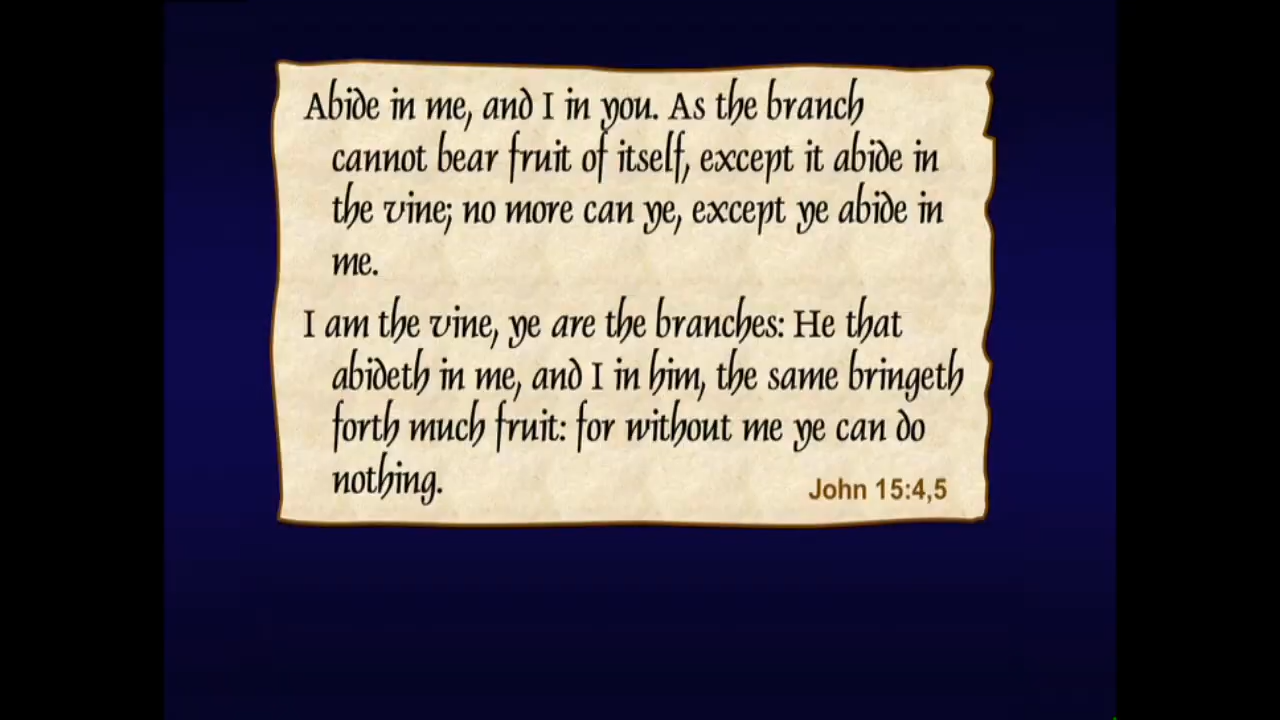 Abide in me, and I in you. As the branch
cannot bear fruit of itself, except it abide in
the vine; no more can ye, except ye abide in
me.
I am the vine, ye are the branches: He that
abideth in me, and I in him, the same bringeth
forth much fruit: for without me ye can do
nothing.
John 15:4,5